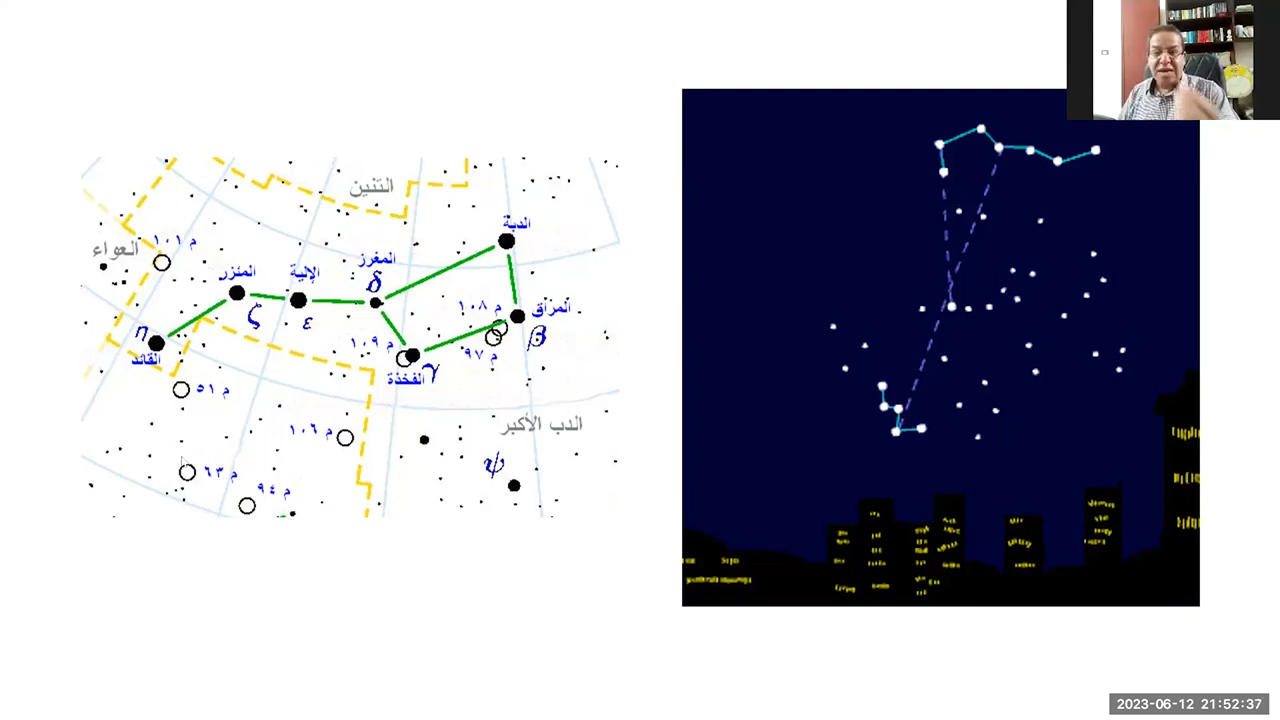 التنين
العواء
م ١٠١
الدبة
المئزر
الإلية
المغرز
δ
ζ
ε
م ١٠٨
المراق
β
η
القائد
م ١٠٩
م ٩٧
الفخذة
γ
م ٥١
م ١٠٦
الدب الأكبر
ψ
م ٦٣
م ٩٤
2023-06-12 21:52:37